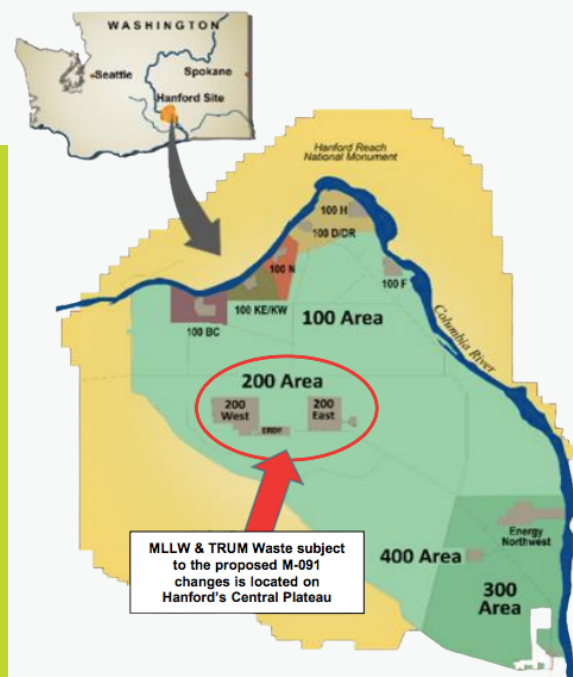 WASHINGTON
Seattle
Spokane
Hanford Site
Hanford Reach
National Monument
100 H
100 D/DR
100 N
100 F
100 KE/KW
100 BC
100 Area
Columbia River
200 Area
200
West
200
East
ERDF
MLLW & TRUM Waste subject
to the proposed M-091
changes is located on
Hanford's Central Plateau
Energy
Northwest
400 Area
300
Area